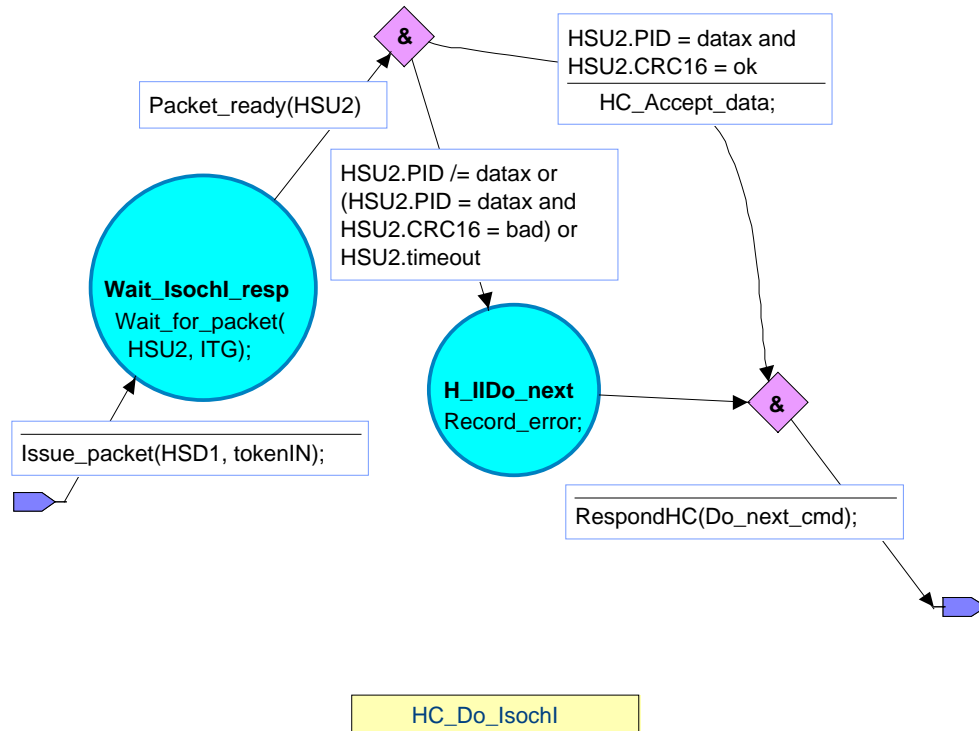 &
HSU2.PID = datax and
HSU2.CRC16 = ok
HC_Accept_data;
Packet_ready(HSU2)
HSU2.PID /= datax or
(HSU2.PID = datax and
HSU2.CRC16 = bad) or
HSU2.timeout
Wait_IsochI_resp
Wait_for_packet(
HSU2, ITG);
H_IIDo_next
Record_error;
&
Issue_packet(HSD1, tokenIN);
RespondHC(Do_next_cmd);
HC_Do_IsochI